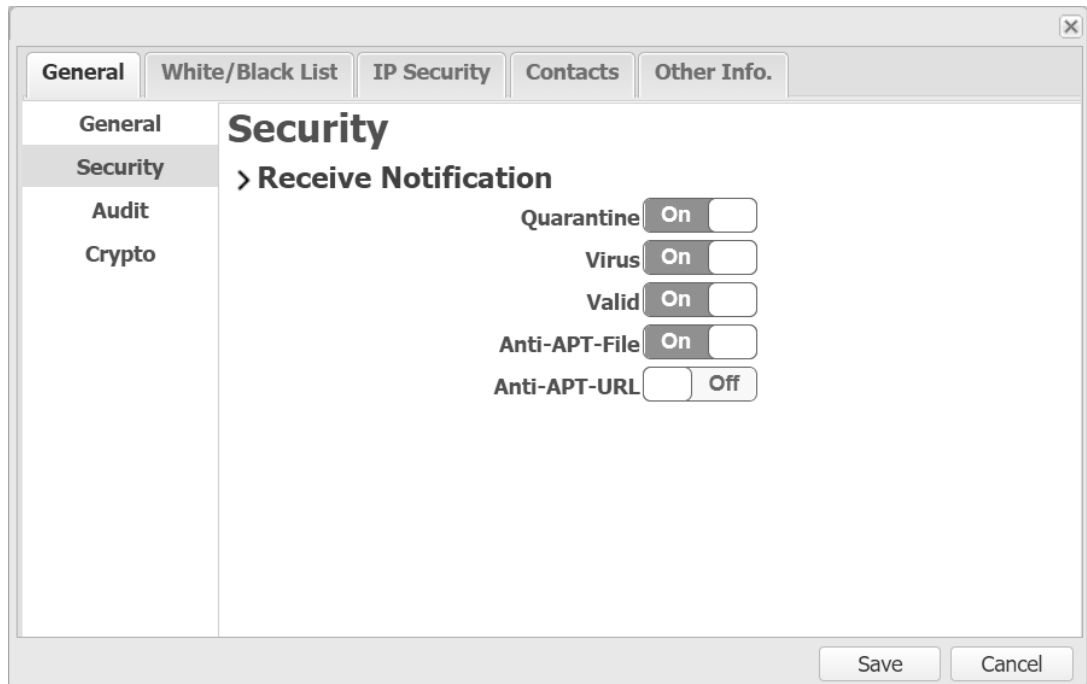 General White/Black List IP Security Contacts Other Info.
General
Security
Audit
Crypto
Security
Receive Notification
Quarantine On
Virus On
Valid On
Anti-APT-File On
Anti-APT-URL Off
Save Cancel